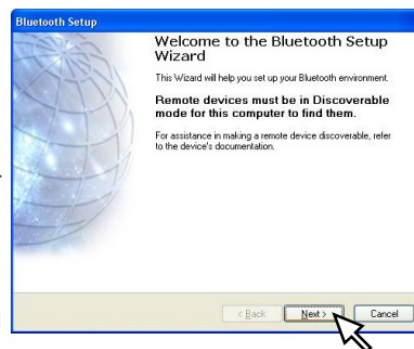 Bluetooth Setup
Welcome to the Bluetooth Setup
Wizard
This Wizard will help you set up your Bluetooth environment.
Remote devices must be in Discoverable
mode for this computer to find them.
For assistance in making a remote device discoverable, refer
to the device's documentation.
< Back Next > Cancel